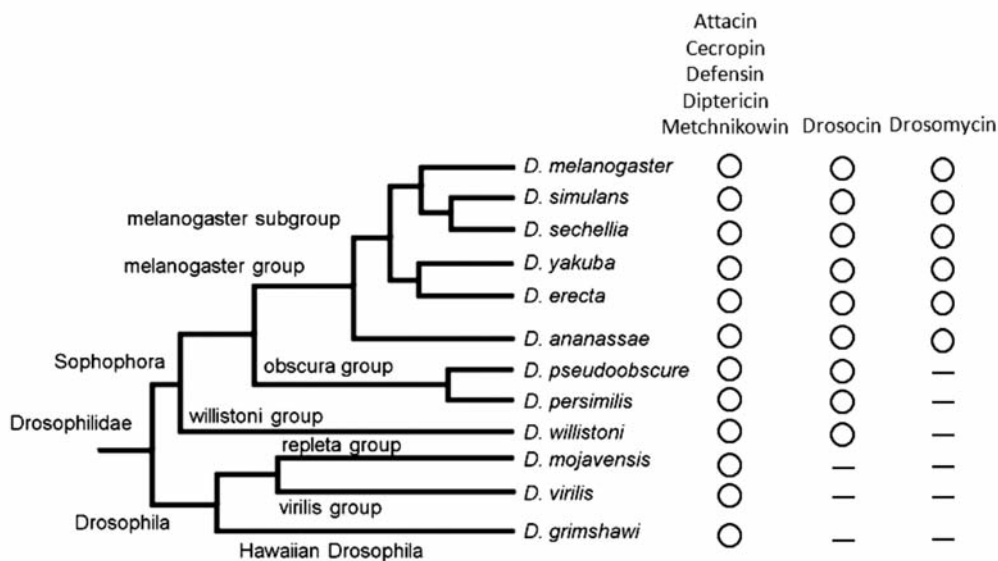 Attacin
Cecropin
Defensin
Diptericin
Metchnikowin Drosocin Drosomycin
D. melanogaster
D. simulans
melanogaster subgroup
D. sechellia
melanogaster group
D. yakuba
D. erecta
D. ananassae
Sophophora
obscura group
D. pseudoobscure
D. persimilis
willistoni group
Drosophilidae
D. willistoni
repleta group
D. mojavensis
D. virilis
virilis group
Drosophila
D. grimshawi
Hawaiian Drosophila